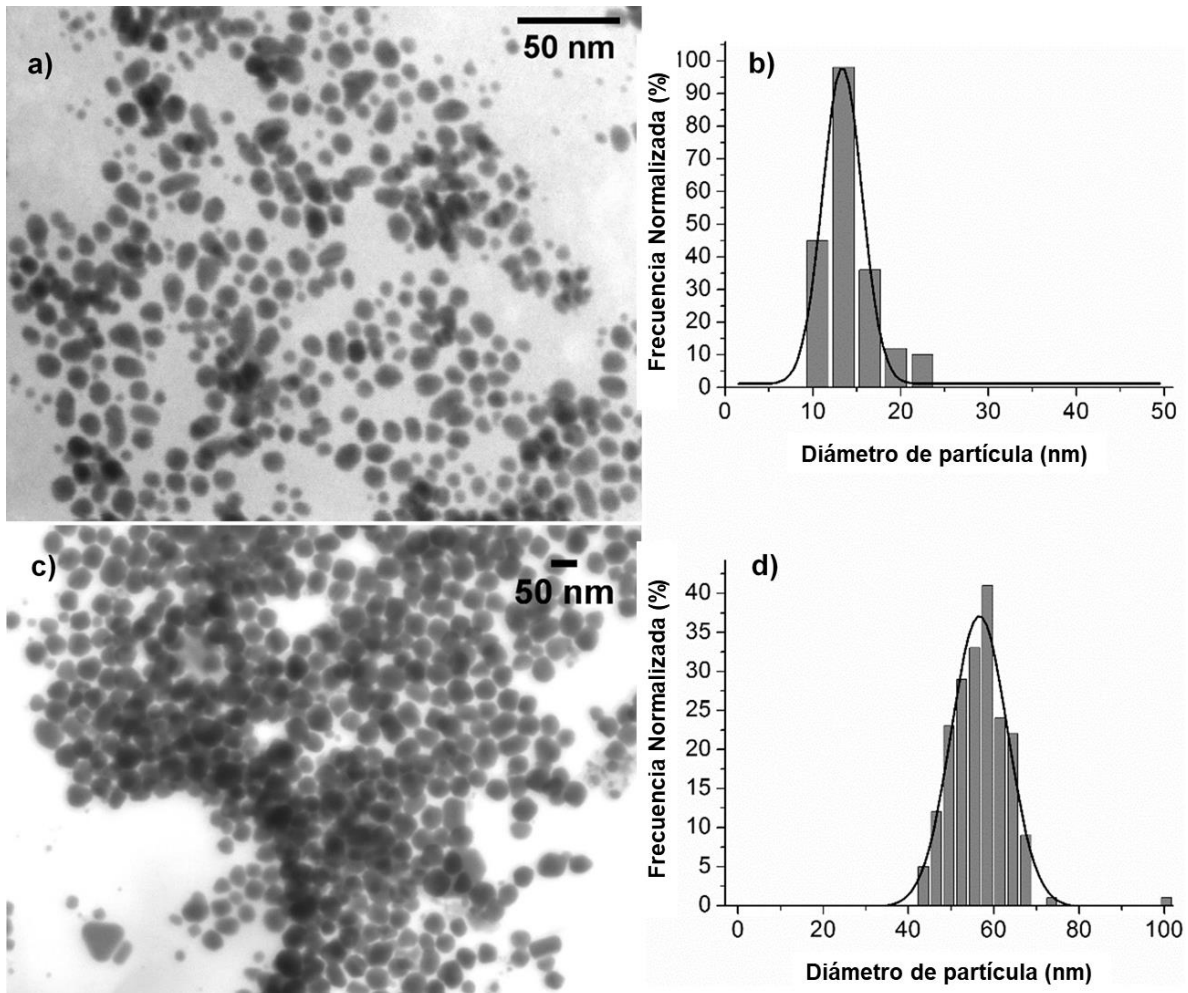 a)
50 nm
b)
Frecuencia Normalizada (%)
100
90
80
70
60
50
40
30
20
10
0
0 10 20 30 40 50
Diámetro de partícula (nm)
c)
50 nm
d)
Frecuencia Normalizada (%)
40
35
30
25
20
15
10
5
0
0 20 40 60 80 100
Diámetro de partícula (nm)